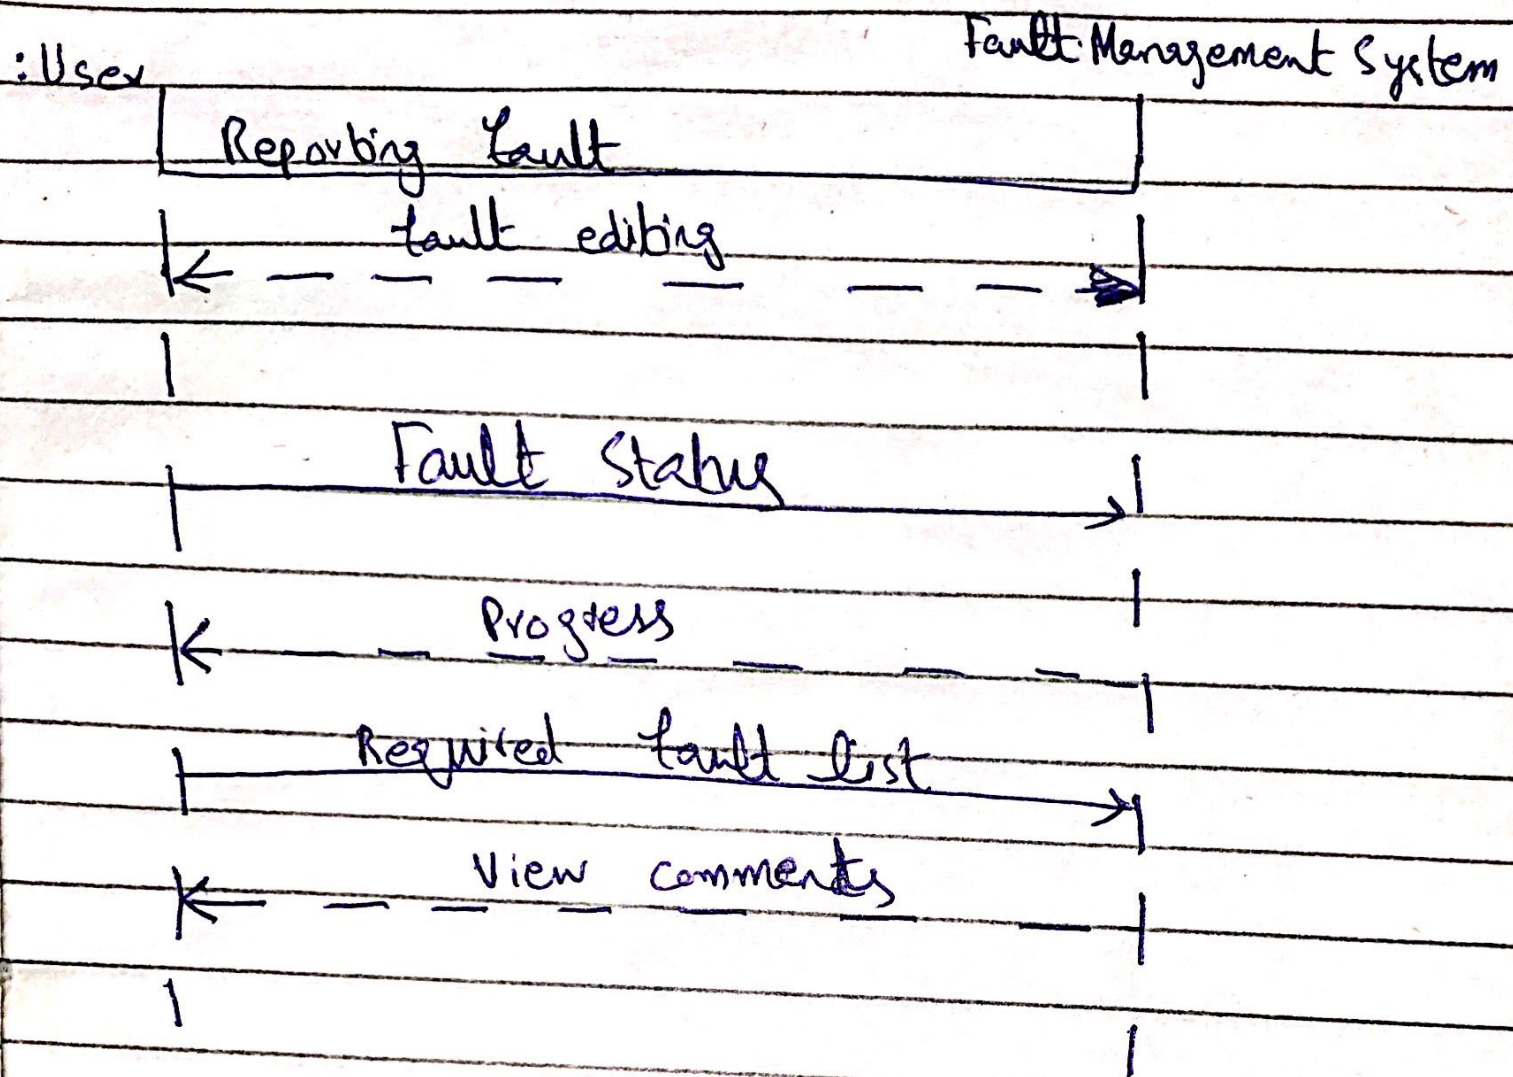 Fault Management System
:User
Reporting fault
fault editing
Fault Status
Progress
Required fault list
View comments